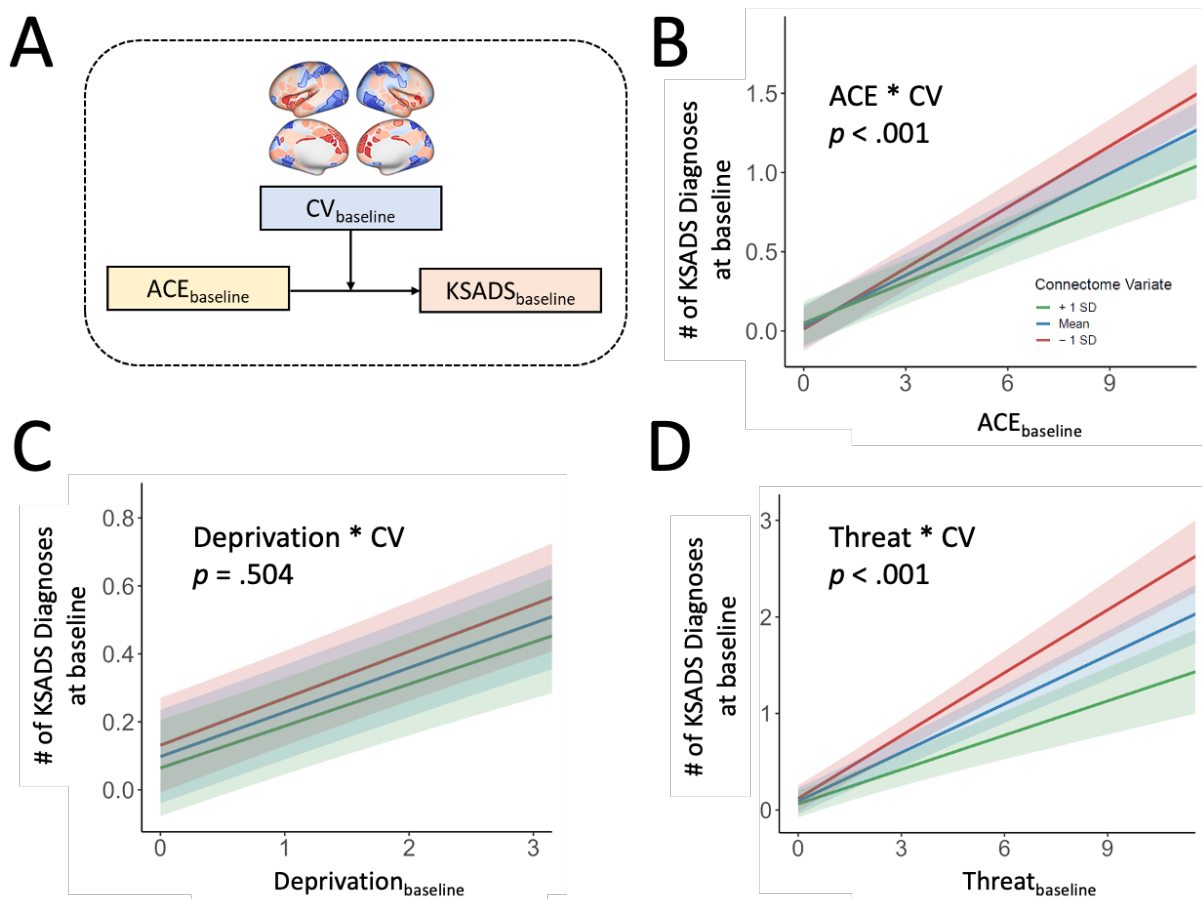 A
CVbaseline
ACEbaseline
KSADSbaseline
B
# of KSADS Diagnoses
at baseline
ACE * CV
p < .001
1.5
1.0
0.5
0.0
Connectome Variate
+ 1 SD
Mean
− 1 SD
0 3 6 9
ACEbaseline
C
# of KSADS Diagnoses
at baseline
Deprivation * CV
p = .504
0.8
0.6
0.4
0.2
0.0
0 1 2 3
Deprivationbaseline
D
# of KSADS Diagnoses
at baseline
Threat * CV
p < .001
3
2
1
0
0 3 6 9
Threatbaseline